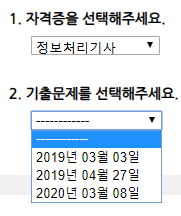 1. 자격증을 선택해주세요.
정보처리기사
2. 기출문제를 선택해주세요.
------------
------------
2019년 03월 03일
2019년 04월 27일
2020년 03월 08일